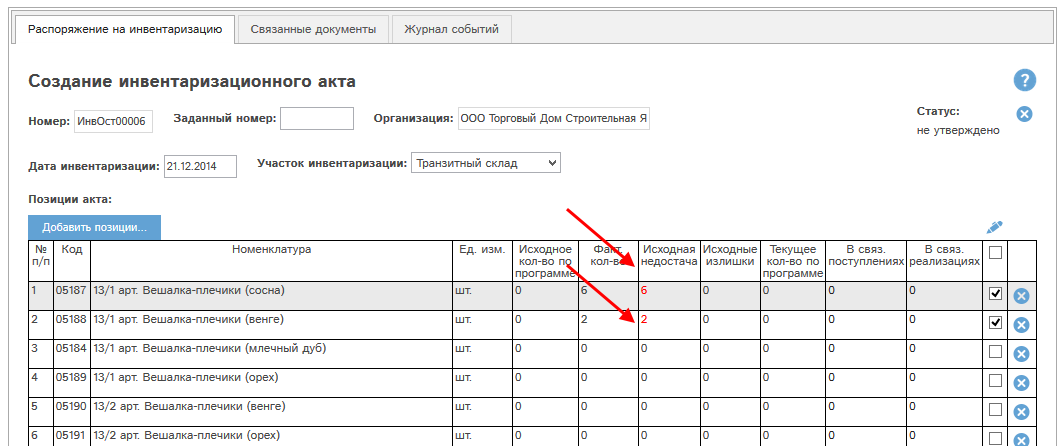 Распоряжение на инвентаризацию Связанные документы Журнал событий
Создание инвентаризационного акта
?
Номер: ИнвОст00006 Заданный номер: Организация: ООО Торговый Дом Строительная Я
Статус:
не утверждено
Дата инвентаризации: 21.12.2014 Участок инвентаризации: Транзитный склад
Позиции акта:
Добавить позиции...
№ п/п Код Номенклатура Ед. изм. Исходное кол-во по программе Факт. кол-во Исходная недостача Исходные излишки Текущее кол-во по программе В связ. поступлениях В связ. реализациях
1 05187 13/1 арт. Вешалка-плечики (сосна) шт. 0 6 6 0 0 0 0
2 05188 13/1 арт. Вешалка-плечики (венге) шт. 0 2 2 0 0 0 0
3 05184 13/1 арт. Вешалка-плечики (млечный дуб) шт. 0 0 0 0 0 0 0
4 05189 13/1 арт. Вешалка-плечики (орех) шт. 0 0 0 0 0 0 0
5 05190 13/2 арт. Вешалка-плечики (венге) шт. 0 0 0 0 0 0 0
6 05191 13/2 арт. Вешалка-плечики (орех) шт. 0 0 0 0 0 0 0